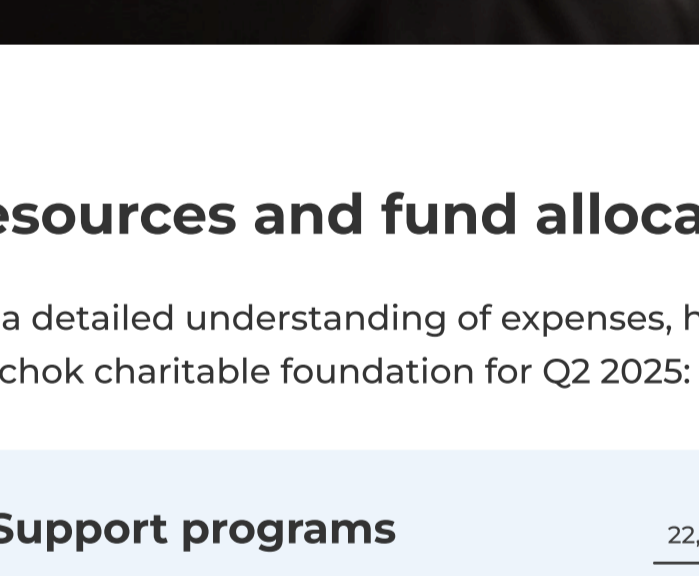 esources and fund alloca
a detailed understanding of expenses, h
chok charitable foundation for Q2 2025:
Support programs
22,